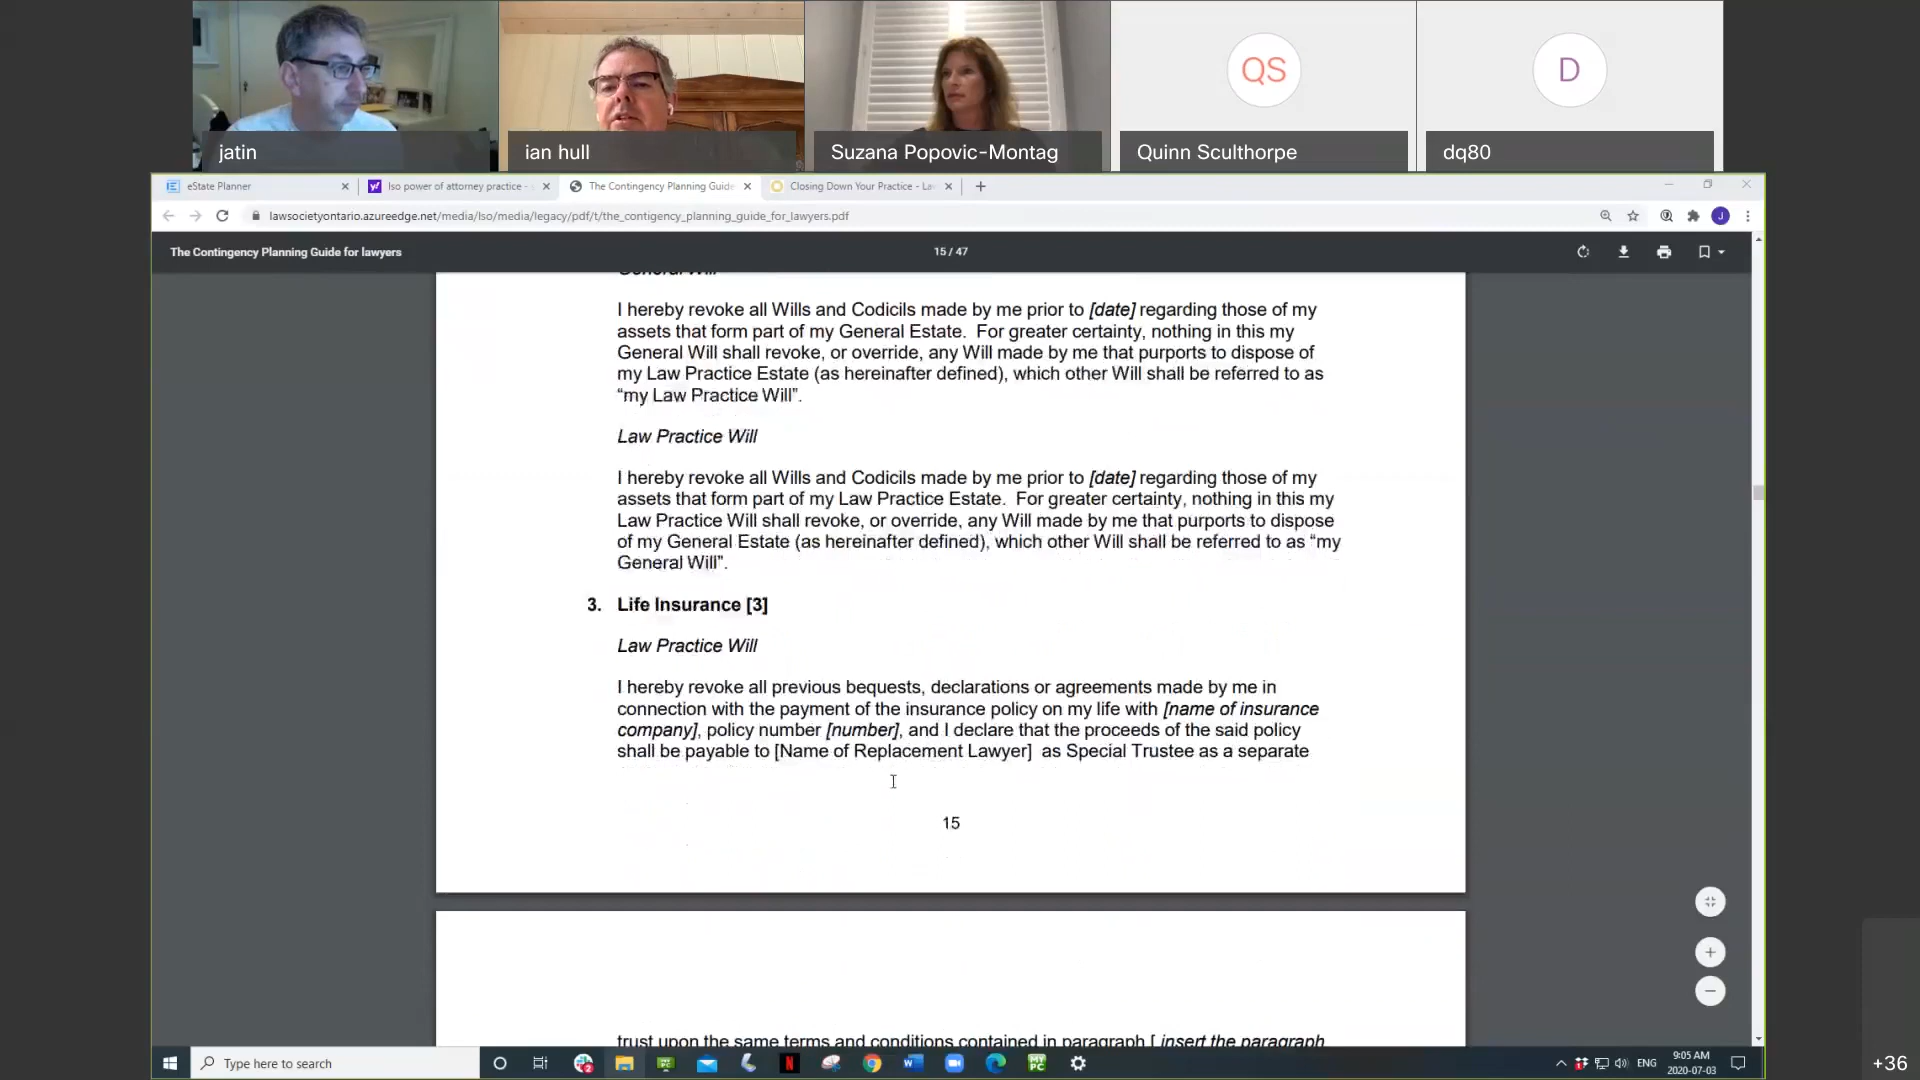 QS
D
jatin
ian hull
Suzana Popovic-Montag
Quinn Sculthorpe
dq80
eState Planner
lso power of attorney practice -
The Contingency Planning Guide
Closing Down Your Practice - La
lawsocietyontario.azureedge.net/media/lso/media/legacy/pdf/t/the_contigency_planning_guide_for_lawyers.pdf
J
The Contingency Planning Guide for lawyers
15 / 47
General Will
I hereby revoke all Wills and Codicils made by me prior to [date] regarding those of my
assets that form part of my General Estate. For greater certainty, nothing in this my
General Will shall revoke, or override, any Will made by me that purports to dispose of
my Law Practice Estate (as hereinafter defined), which other Will shall be referred to as
“my Law Practice Will”.
Law Practice Will
I hereby revoke all Wills and Codicils made by me prior to [date] regarding those of my
assets that form part of my Law Practice Estate. For greater certainty, nothing in this my
Law Practice Will shall revoke, or override, any Will made by me that purports to dispose
of my General Estate (as hereinafter defined), which other Will shall be referred to as “my
General Will”.
3. Life Insurance [3]
Law Practice Will
I hereby revoke all previous bequests, declarations or agreements made by me in
connection with the payment of the insurance policy on my life with [name of insurance
company], policy number [number], and I declare that the proceeds of the said policy
shall be payable to [Name of Replacement Lawyer] as Special Trustee as a separate
15
trust upon the same terms and conditions contained in paragraph [ insert the paragraph
Type here to search
ENG
9:05 AM
2020-07-03
+36